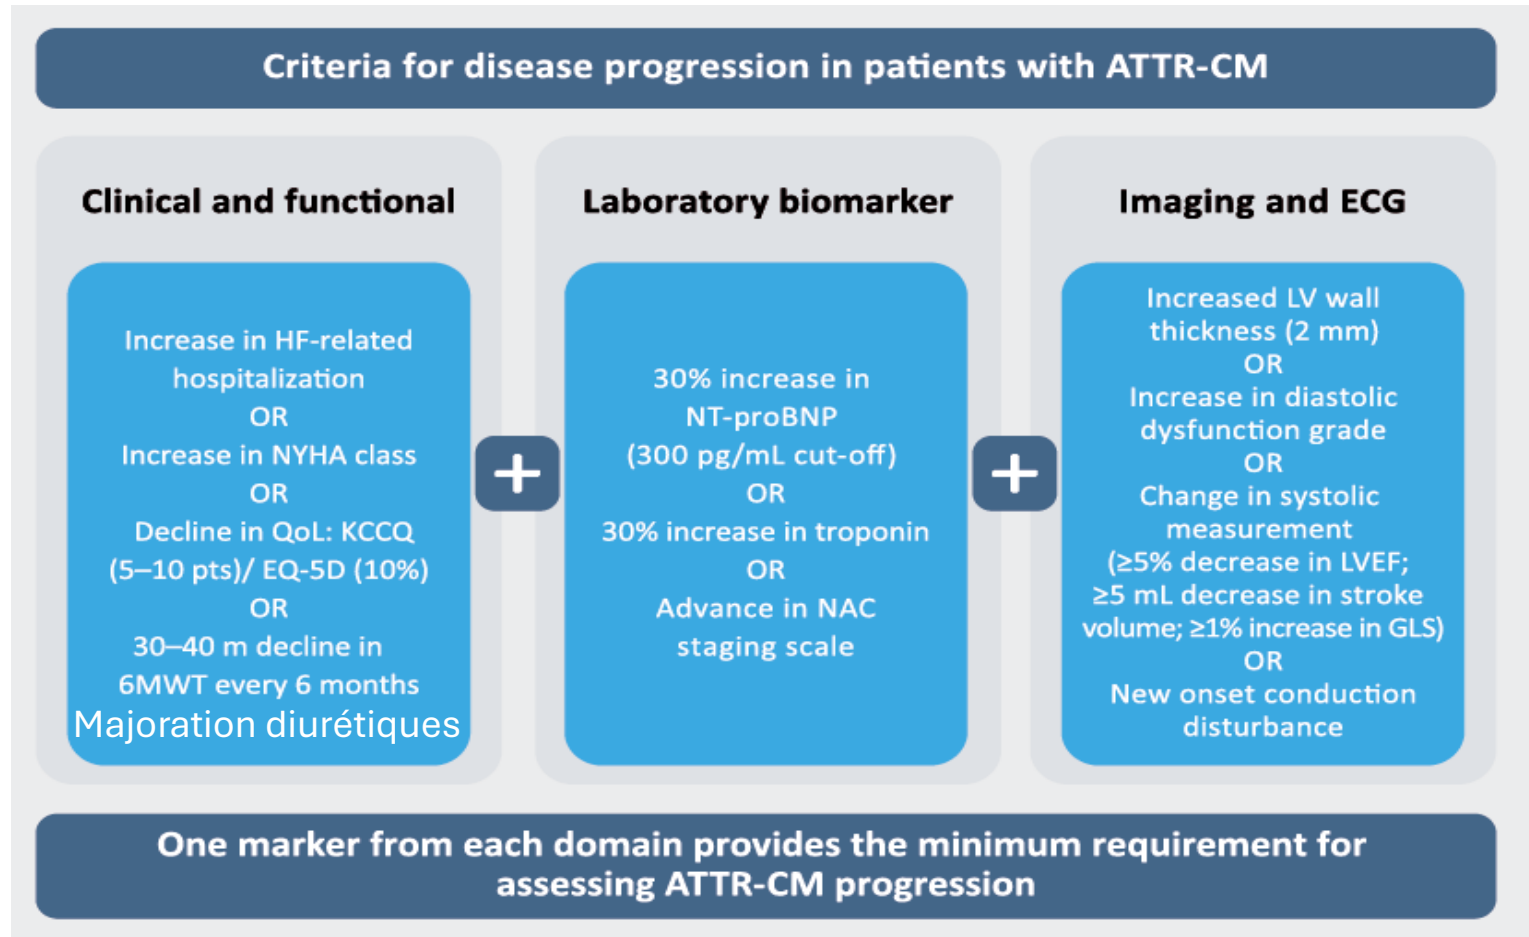 Criteria for disease progression in patients with ATTR-CM
Clinical and functional
Increase in HF-related
hospitalization
OR
Increase in NYHA class
OR
Decline in QoL: KCCQ
(5–10 pts)/ EQ-5D (10%)
OR
30–40 m decline in
6MWT every 6 months
Majoration diurétiques
+
Laboratory biomarker
30% increase in
NT-proBNP
(300 pg/mL cut-off)
OR
30% increase in troponin
OR
Advance in NAC
staging scale
+
Imaging and ECG
Increased LV wall
thickness (2 mm)
OR
Increase in diastolic
dysfunction grade
OR
Change in systolic
measurement
(≥5% decrease in LVEF;
≥5 mL decrease in stroke
volume; ≥1% increase in GLS)
OR
New onset conduction
disturbance
One marker from each domain provides the minimum requirement for
assessing ATTR-CM progression